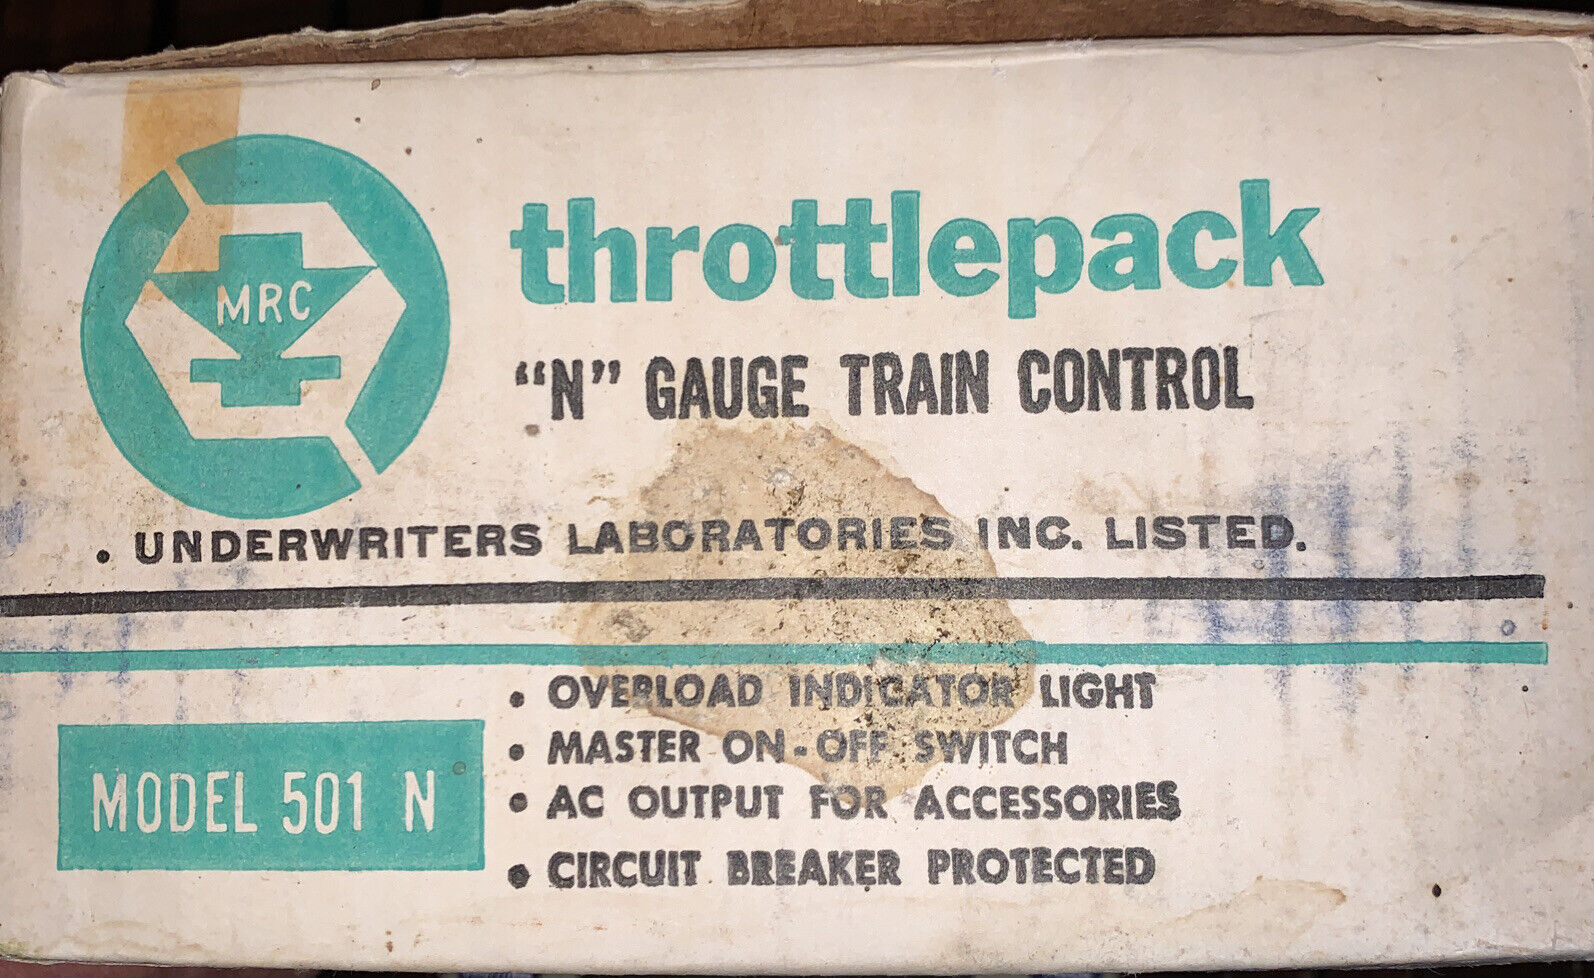 MRC
throttlepack
“N” GAUGE TRAIN CONTROL
• UNDERWRITERS LABORATORIES INC. LISTED.
MODEL 501 N
• OVERLOAD INDICATOR LIGHT
• MASTER ON-OFF SWITCH
• AC OUTPUT FOR ACCESSORIES
• CIRCUIT BREAKER PROTECTED